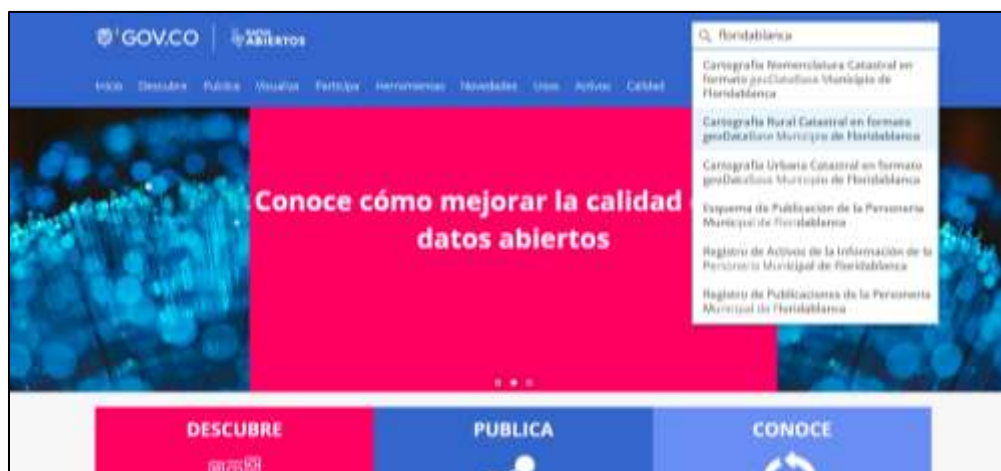 GOV.CO
DATOS
ABIERTOS
floridablanca
Inicio Descubre Publica Visualiza Participa Herramientas Novedades Usos Activos Calidad
Cartografía Nomenclatura Catastral en
formato geoDataBase Municipio de
Floridablanca
Cartografía Rural Catastral en formato
geoDataBase Municipio de Floridablanca
Cartografía Urbana Catastral en formato
geoDataBase Municipio de Floridablanca
Esquema de Publicación de la Personería
Municipal de Floridablanca
Registro de Activos de la Información de la
Personería Municipal de Floridablanca
Registro de Publicaciones de la Personería
Municipal de Floridablanca
Conoce cómo mejorar la calidad
datos abiertos
DESCUBRE
PUBLICA
CONOCE